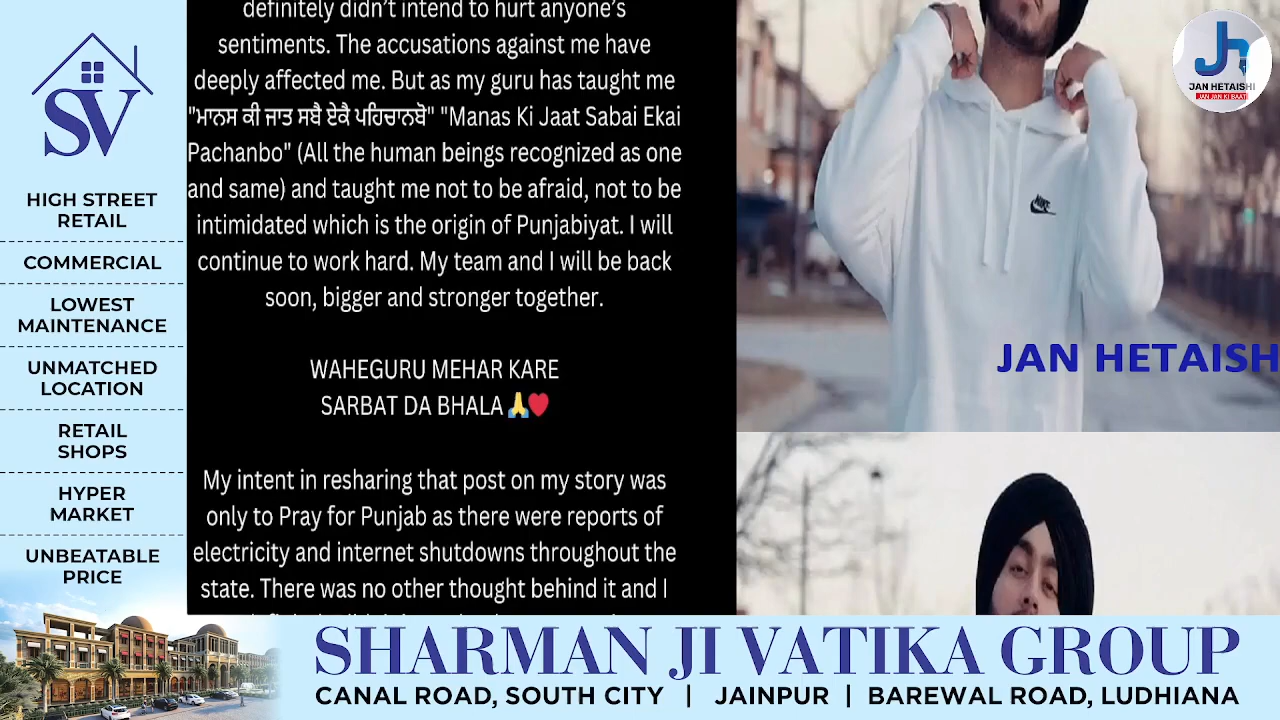 SV
HIGH STREET
RETAIL
COMMERCIAL
LOWEST
MAINTENANCE
UNMATCHED
LOCATION
RETAIL
SHOPS
HYPER
MARKET
UNBEATABLE
PRICE
definitely didn't intend to hurt anyone's
sentiments. The accusations against me have
deeply affected me. But as my guru has taught me
"ਮਾਨਸ ਕੀ ਜਾਤ ਸਬੈ ਏਕੈ ਪਹਿਚਾਨਬੋ" "Manas Ki Jaat Sabai Ekai
Pachanbo" (All the human beings recognized as one
and same) and taught me not to be afraid, not to be
intimidated which is the origin of Punjabiyat. I will
continue to work hard. My team and I will be back
soon, bigger and stronger together.
WAHEGURU MEHAR KARE
SARBAT DA BHALA🙏♥️
My intent in resharing that post on my story was
only to Pray for Punjab as there were reports of
electricity and internet shutdowns throughout the
state. There was no other thought behind it and I
JH
JAN HETAISHI
JAN JAN KI BAAT
NIKE
JAN HETAISH
SHARMAN JI VATIKA GROUP
CANAL ROAD, SOUTH CITY | JAINPUR | BAREWAL ROAD, LUDHIANA